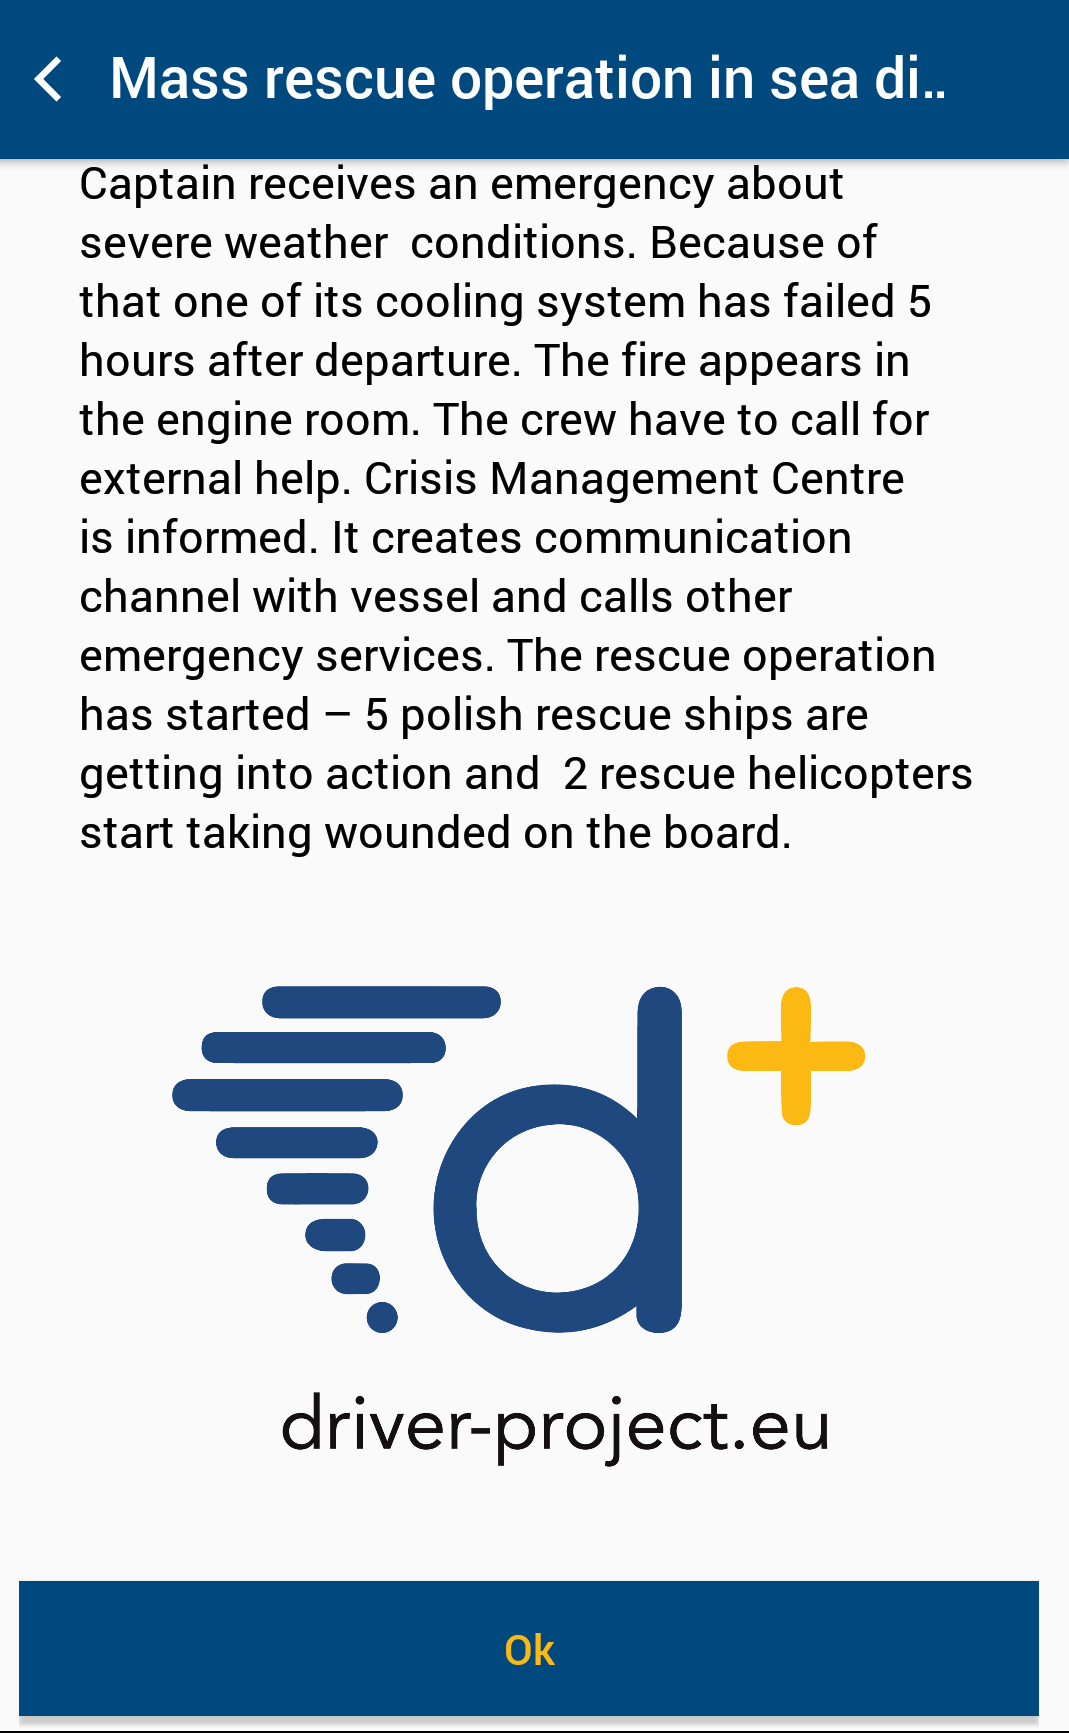 Mass rescue operation in sea di..
Captain receives an emergency about
severe weather  conditions. Because of
that one of its cooling system has failed 5
hours after departure. The fire appears in
the engine room. The crew have to call for
external help. Crisis Management Centre
is informed. It creates communication
channel with vessel and calls other
emergency services. The rescue operation
has started – 5 polish rescue ships are
getting into action and  2 rescue helicopters
start taking wounded on the board.
d+
driver-project.eu
Ok